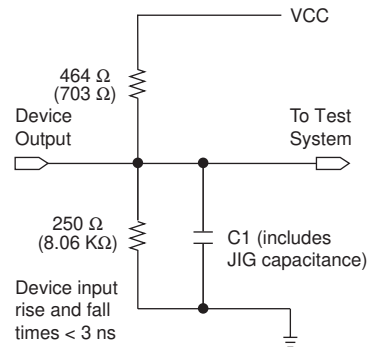 VCC
464 Ω
(703 Ω)
Device
Output
To Test
System
250 Ω
(8.06 KΩ)
C1 (includes
JIG capacitance)
Device input
rise and fall
times < 3 ns